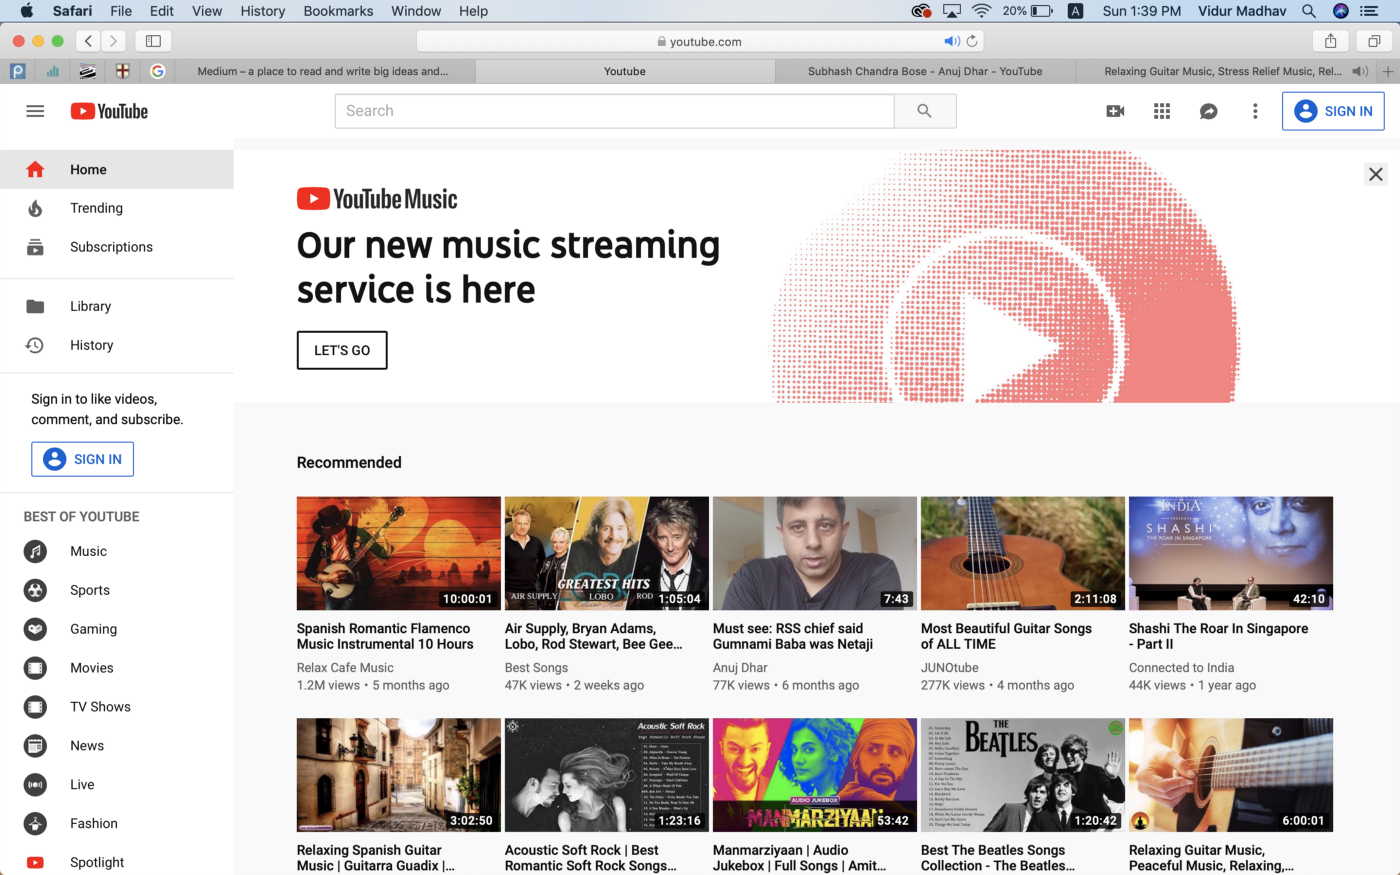 Safari File Edit View History Bookmarks Window Help
20% A Sun 1:39 PM Vidur Madhav
youtube.com
Medium – a place to read and write big ideas and...
Youtube
Subhash Chandra Bose - Anuj Dhar - YouTube
Relaxing Guitar Music, Stress Relief Music, Rel...
YouTube
Search
SIGN IN
Home
Trending
Subscriptions
Library
History
Sign in to like videos,
comment, and subscribe.
SIGN IN
BEST OF YOUTUBE
Music
Sports
Gaming
Movies
TV Shows
News
Live
Fashion
Spotlight
YouTube Music
Our new music streaming
service is here
LET'S GO
Recommended
10:00:01
Spanish Romantic Flamenco
Music Instrumental 10 Hours
Relax Cafe Music
1.2M views • 5 months ago
GREATEST HITS
AIR SUPPLY LOBO ROD
1:05:04
Air Supply, Bryan Adams,
Lobo, Rod Stewart, Bee Gee...
Best Songs
47K views • 2 weeks ago
7:43
Must see: RSS chief said
Gumnami Baba was Netaji
Anuj Dhar
77K views • 6 months ago
2:11:08
Most Beautiful Guitar Songs
of ALL TIME
JUNOtube
277K views • 4 months ago
INDIA
SHASHI
THE ROAR IN SINGAPORE
42:10
Shashi The Roar In Singapore
- Part II
Connected to India
44K views • 1 year ago
3:02:50
Relaxing Spanish Guitar
Music | Guitarra Guadix |...
Acoustic Soft Rock
1:23:16
Acoustic Soft Rock | Best
Romantic Soft Rock Songs...
AUDIO JUKEBOX
MANMARZIYAAN
53:42
Manmarziyaan | Audio
Jukebox | Full Songs | Amit...
THE
BEATLES
1:20:42
Best The Beatles Songs
Collection - The Beatles...
6:00:01
Relaxing Guitar Music,
Peaceful Music, Relaxing,...